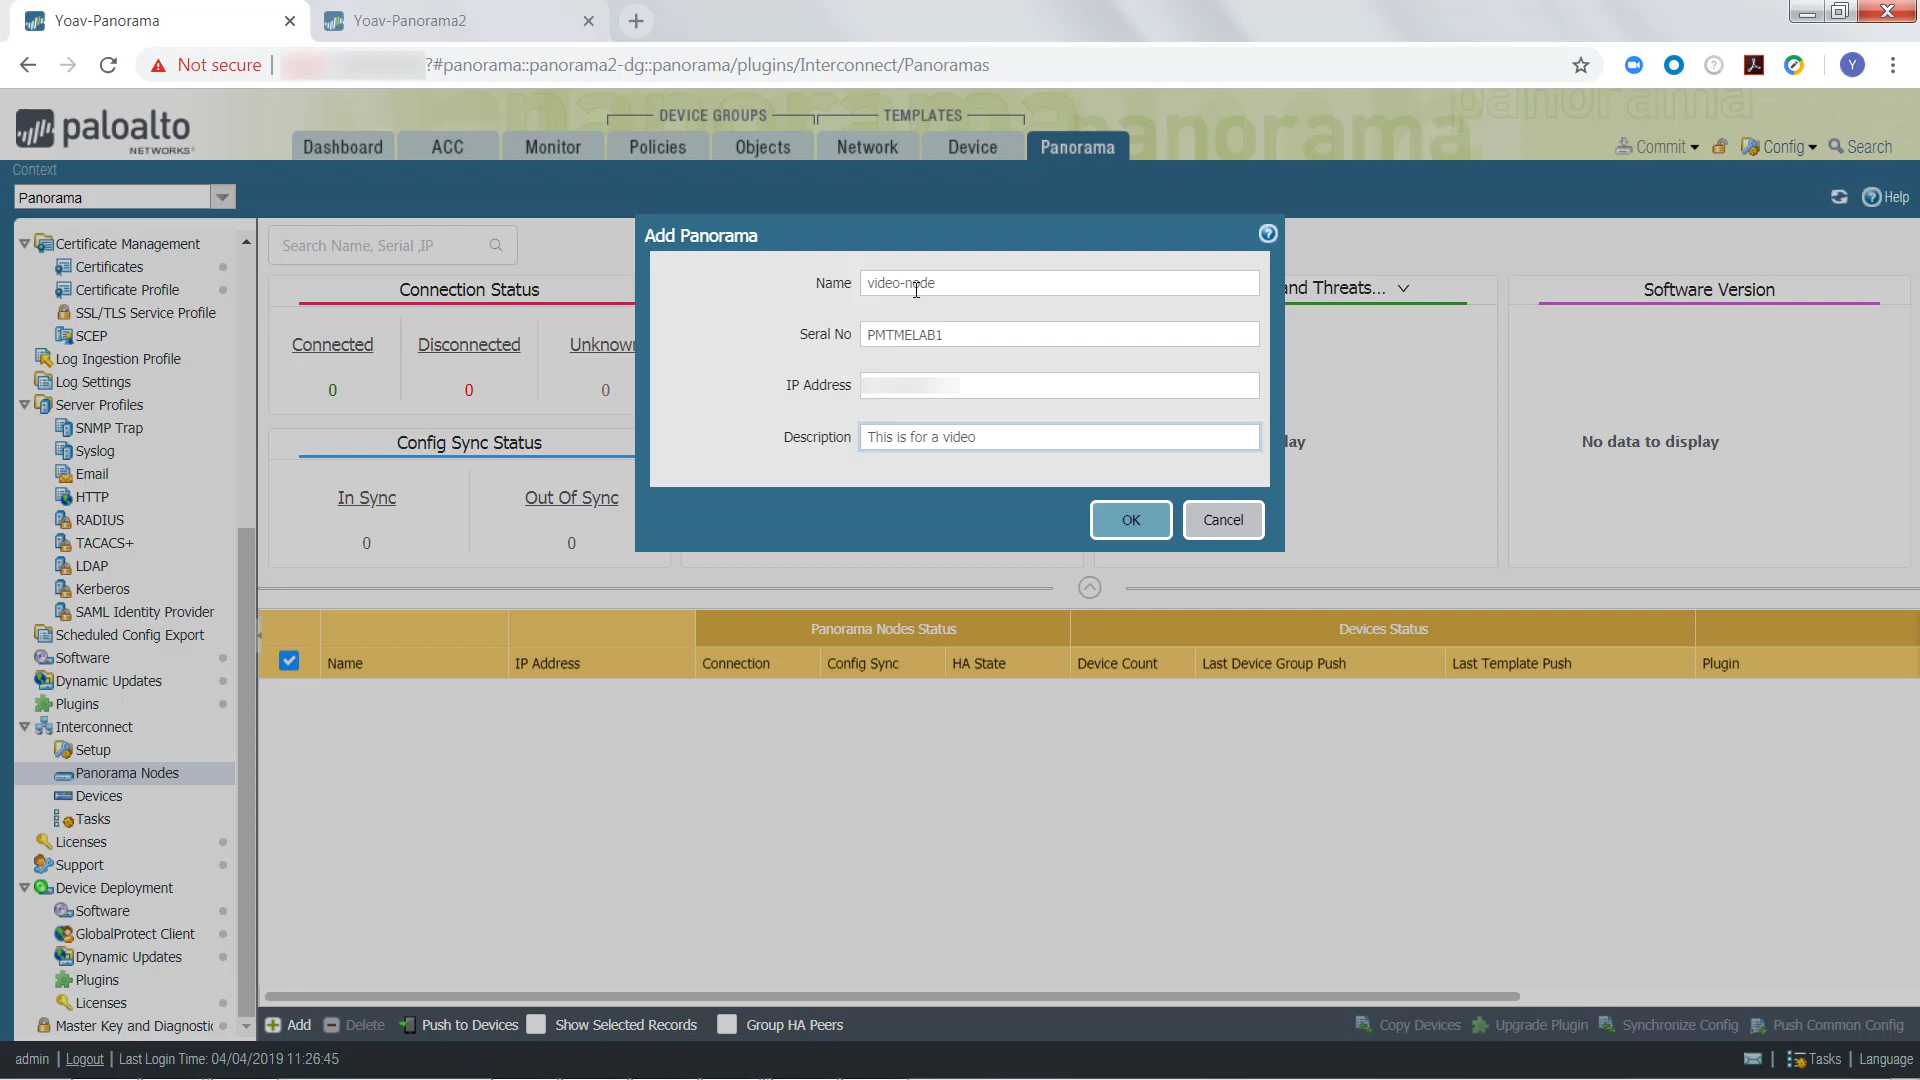 Yoav-Panorama
Yoav-Panorama2
Not secure
?#panorama::panorama2-dg::panorama/plugins/Interconnect/Panoramas
Y
paloalto
NETWORKS
DEVICE GROUPS
TEMPLATES
Dashboard
ACC
Monitor
Policies
Objects
Network
Device
Panorama
Commit
Config
Search
Context
Panorama
Help
Certificate Management
Certificates
Certificate Profile
SSL/TLS Service Profile
SCEP
Log Ingestion Profile
Log Settings
Server Profiles
SNMP Trap
Syslog
Email
HTTP
RADIUS
TACACS+
LDAP
Kerberos
SAML Identity Provider
Scheduled Config Export
Software
Dynamic Updates
Plugins
Interconnect
Setup
Panorama Nodes
Devices
Tasks
Licenses
Support
Device Deployment
Software
GlobalProtect Client
Dynamic Updates
Plugins
Licenses
Master Key and Diagnostic
Search Name, Serial ,IP
Connection Status
Connected
Disconnected
Unknown
0
0
0
Config Sync Status
In Sync
Out Of Sync
0
0
Add Panorama
Name
video-node
Seral No
PMTMELAB1
IP Address
Description
This is for a video
OK
Cancel
and Threats...
Software Version
No data to display
Panorama Nodes Status
Devices Status
Name
IP Address
Connection
Config Sync
HA State
Device Count
Last Device Group Push
Last Template Push
Plugin
Add
Delete
Push to Devices
Show Selected Records
Group HA Peers
Copy Devices
Upgrade Plugin
Synchronize Config
Push Common Config
admin
Logout
Last Login Time: 04/04/2019 11:26:45
Tasks
Language